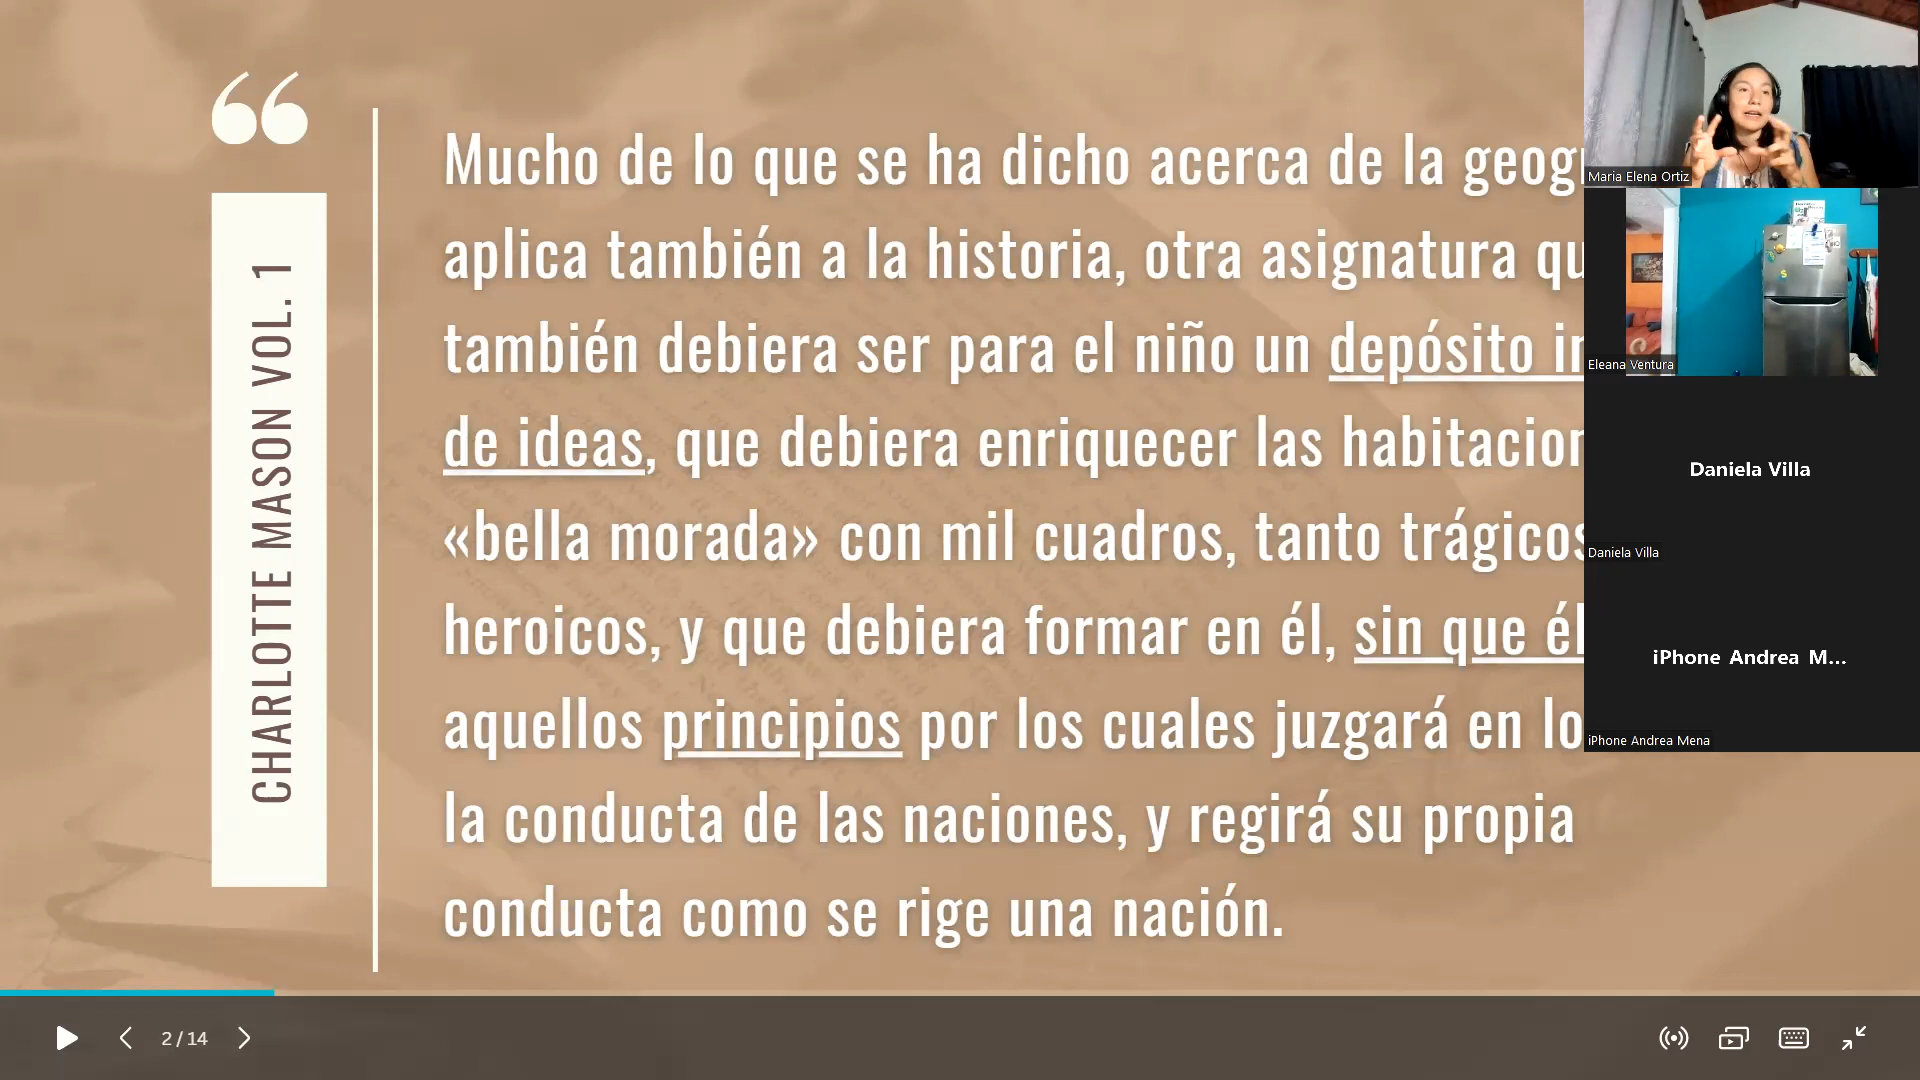 Mucho de lo que se ha dicho acerca de la geog
aplica también a la historia, otra asignatura qu
también debiera ser para el niño un depósito in
de ideas, que debiera enriquecer las habitacion
«bella morada» con mil cuadros, tanto trágicos
heroicos, y que debiera formar en él, sin que él
aquellos principios por los cuales juzgará en lo
la conducta de las naciones, y regirá su propia
conducta como se rige una nación.
CHARLOTTE MASON VOL. 1
Maria Elena Ortiz
Eleana Ventura
Daniela Villa
Daniela Villa
iPhone Andrea M...
iPhone Andrea Mena
2 / 14